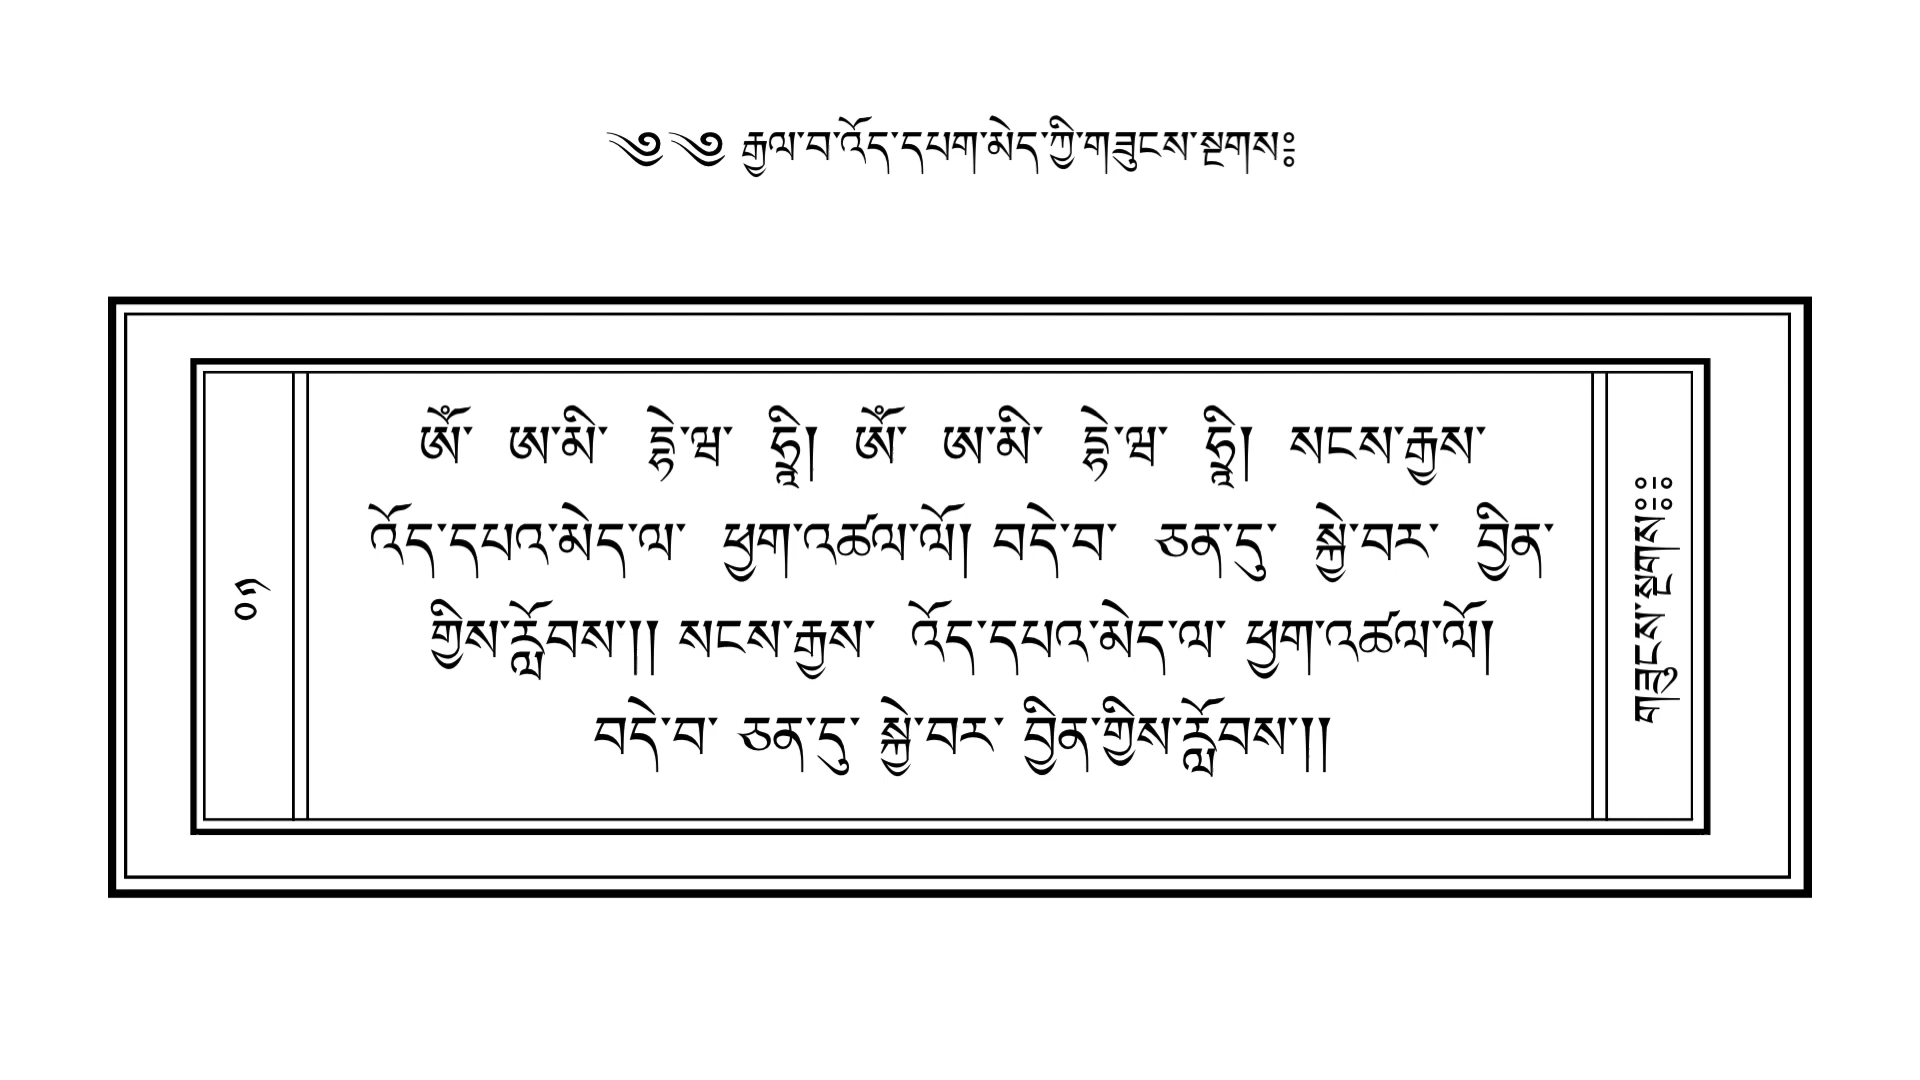 ༄༄ རྒྱལ་བ་འོད་དཔག་མེད་ཀྱི་གཟུངས་སྔགས༔
ཨོཾ་ ཨ་མི་ ཧྲེ་ཝ་ ཧྲཱི། ཨོཾ་ ཨ་མི་ ཧྲེ་ཝ་ ཧྲཱི། སངས་རྒྱས་
འོད་དཔའ་མེད་ལ་ ཕྱག་འཚལ་ལོ། བདེ་བ་ ཅན་དུ་ སྐྱེ་བར་ བྱིན་
གྱིས་རློབས་།། སངས་རྒྱས་ འོད་དཔའ་མེད་ལ་ ཕྱག་འཚལ་ལོ།
བདེ་བ་ ཅན་དུ་ སྐྱེ་བར་ བྱིན་གྱིས་རློབས་།།
༠༡
གཟུངས་སྔགས༔༔